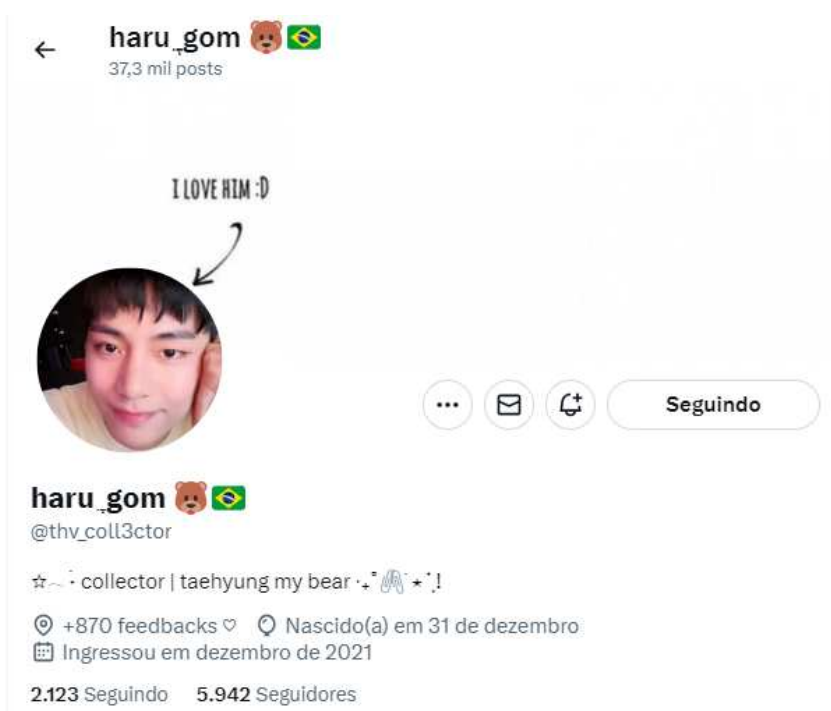 haru_gom 🐻🇧🇷
37,3 mil posts
I LOVE HIM :D
Seguindo
haru_gom 🐻🇧🇷
@thv_coll3ctor
collector | taehyung my bear
+870 feedbacks ♡ Nascido(a) em 31 de dezembro
Ingressou em dezembro de 2021
2.123 Seguindo 5.942 Seguidores